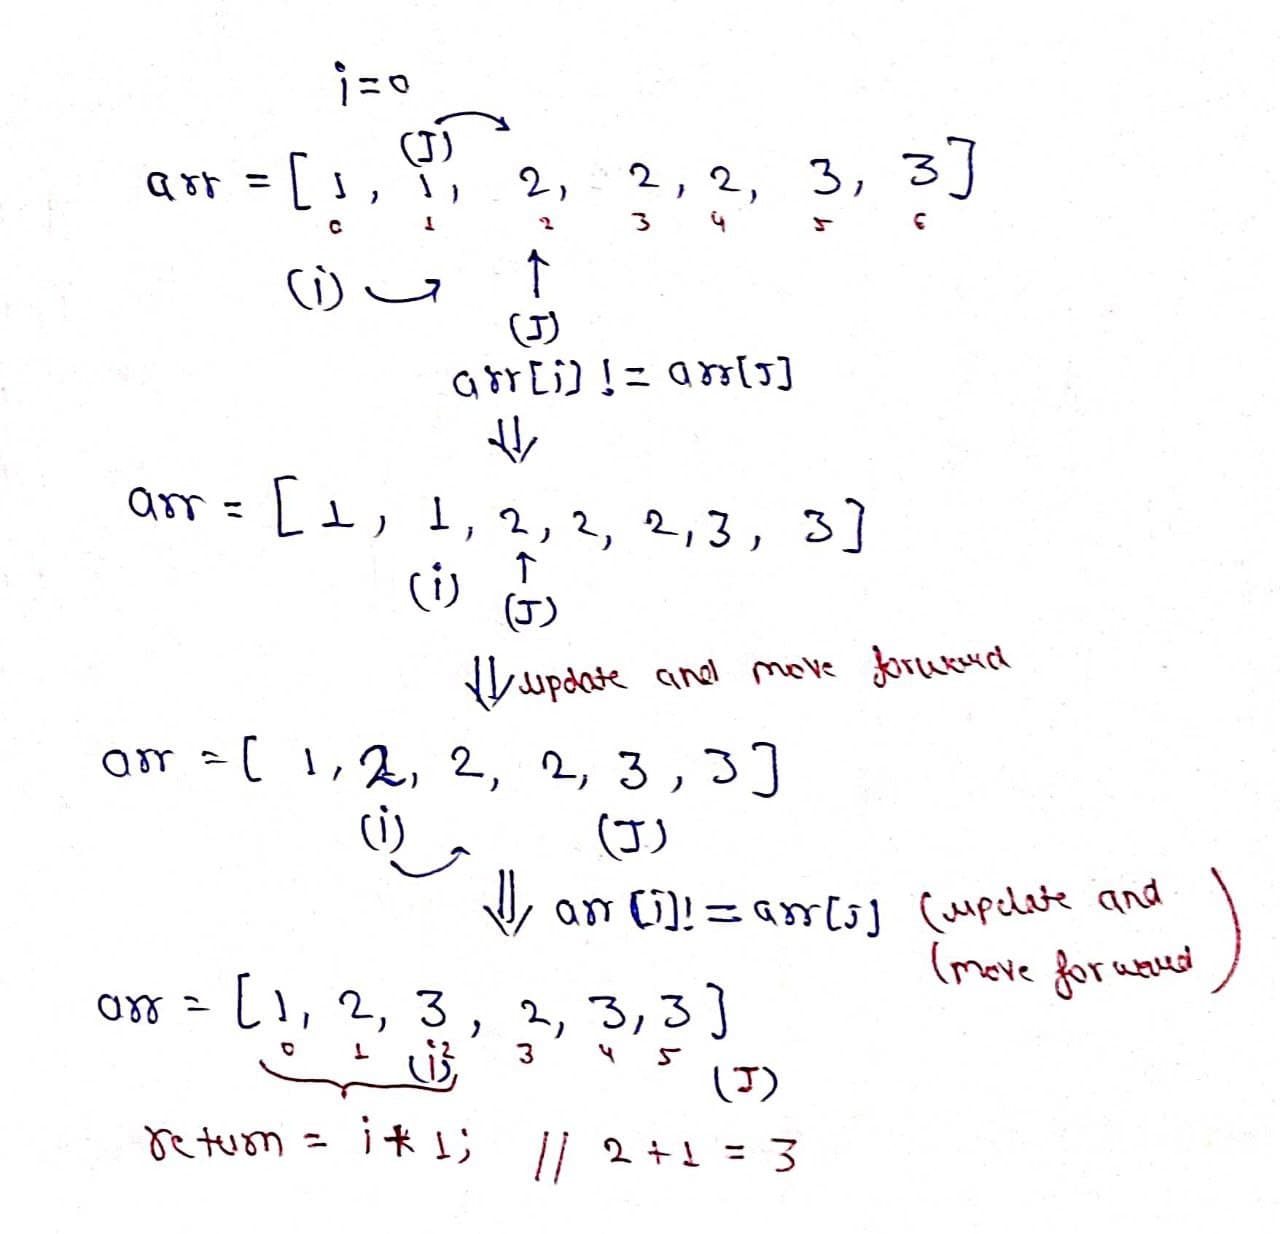 i=0
(J)
arr = [1, 1, 2, 2, 2, 3, 3]
0 1 2 3 4 5 6
(i) ↑
(J)
arr[i] != arr[J]
⇓
arr = [1, 1, 2, 2, 2, 3, 3]
(i) ↑
(J)
⇓ update and move forward
arr = [1, 2, 2, 2, 3, 3]
(i) (J)
⇓ arr[i] != arr[J] (update and
(move forward)
arr = [1, 2, 3, 2, 3, 3]
0 1 2 3 4 5
(i) (J)
return = i * 1; // 2 + 1 = 3